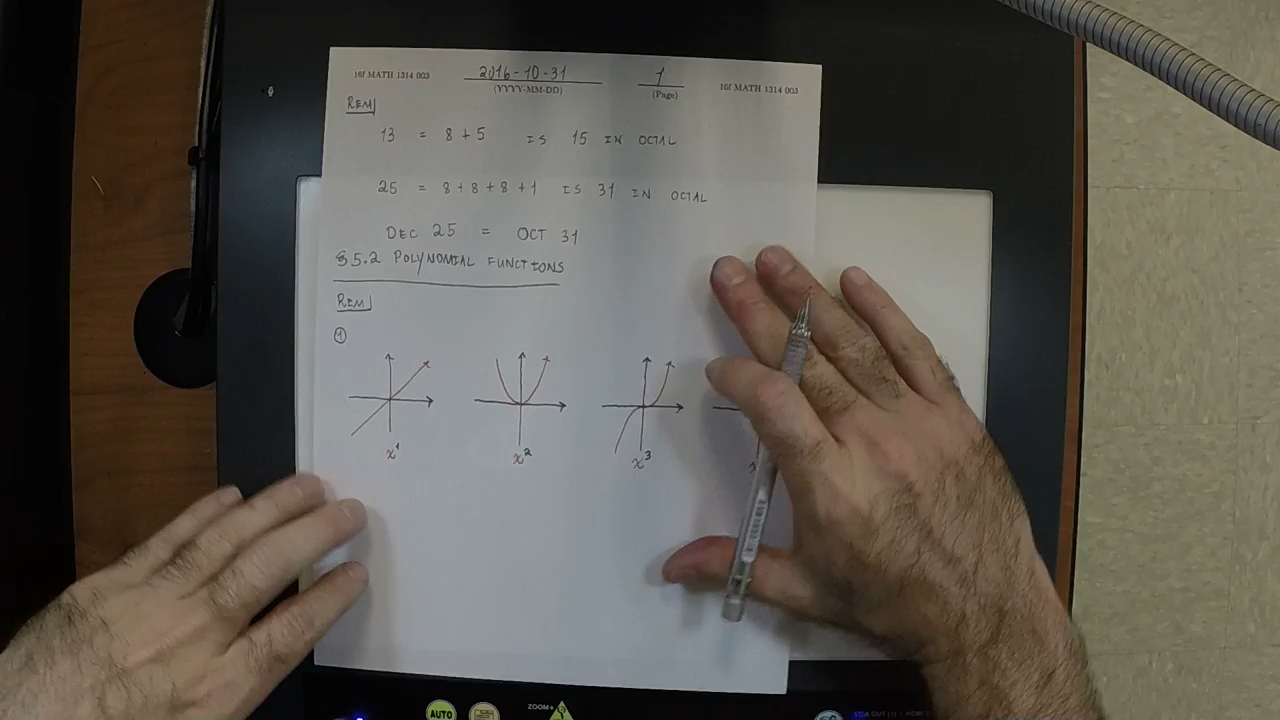 16f MATH 1314 003 2016-10-31 1 16f MATH 1314 003
(YYYY-MM-DD) (Page)
REM
13 = 8 + 5 IS 15 IN OCTAL
25 = 8 + 8 + 8 + 1 IS 31 IN OCTAL
DEC 25 = OCT 31
§5.2 POLYNOMIAL FUNCTIONS
REM
①
x¹ x² x³
AUTO ZOOM